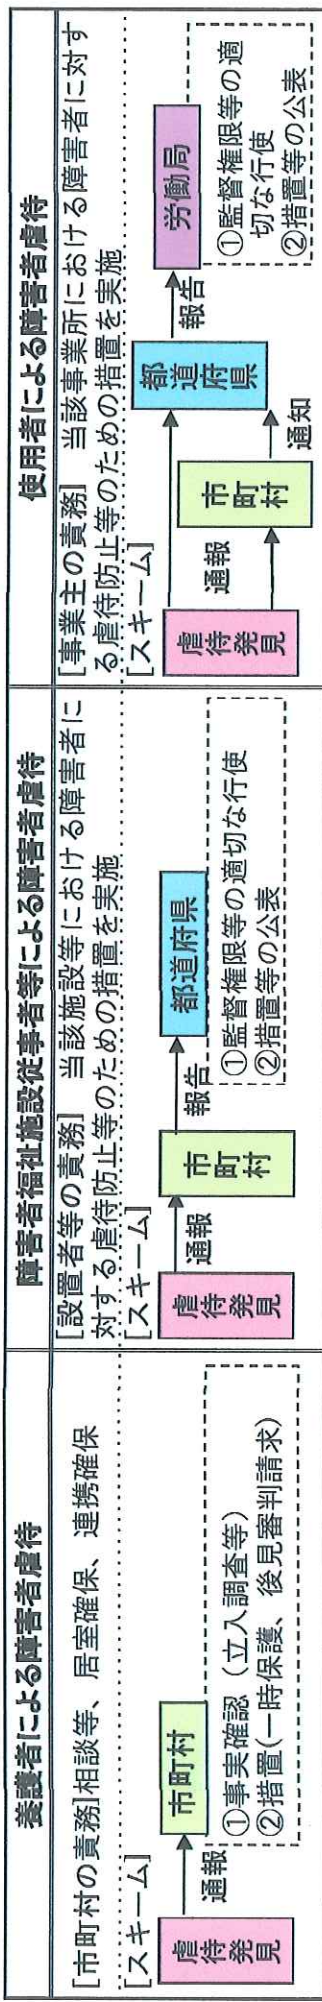 養護者による障害者虐待
[市町村の責務]相談等、居室確保、連携確保
[スキーム]
虐待発見
通報
市町村
①事実確認（立入調査等）
②措置(一時保護、後見審判請求)
障害者福祉施設従事者等による障害者虐待
[設置者等の責務]　当該施設等における障害者に
対する虐待防止等のための措置を実施
[スキーム]
虐待発見
通報
市町村
報告
都道府県
①監督権限等の適切な行使
②措置等の公表
使用者による障害者虐待
[事業主の責務]　当該事業所における障害者に対す
る虐待防止等のための措置を実施
[スキーム]
虐待発見
通報
市町村
通知
都道府県
報告
労働局
①監督権限等の適
切な行使
②措置等の公表